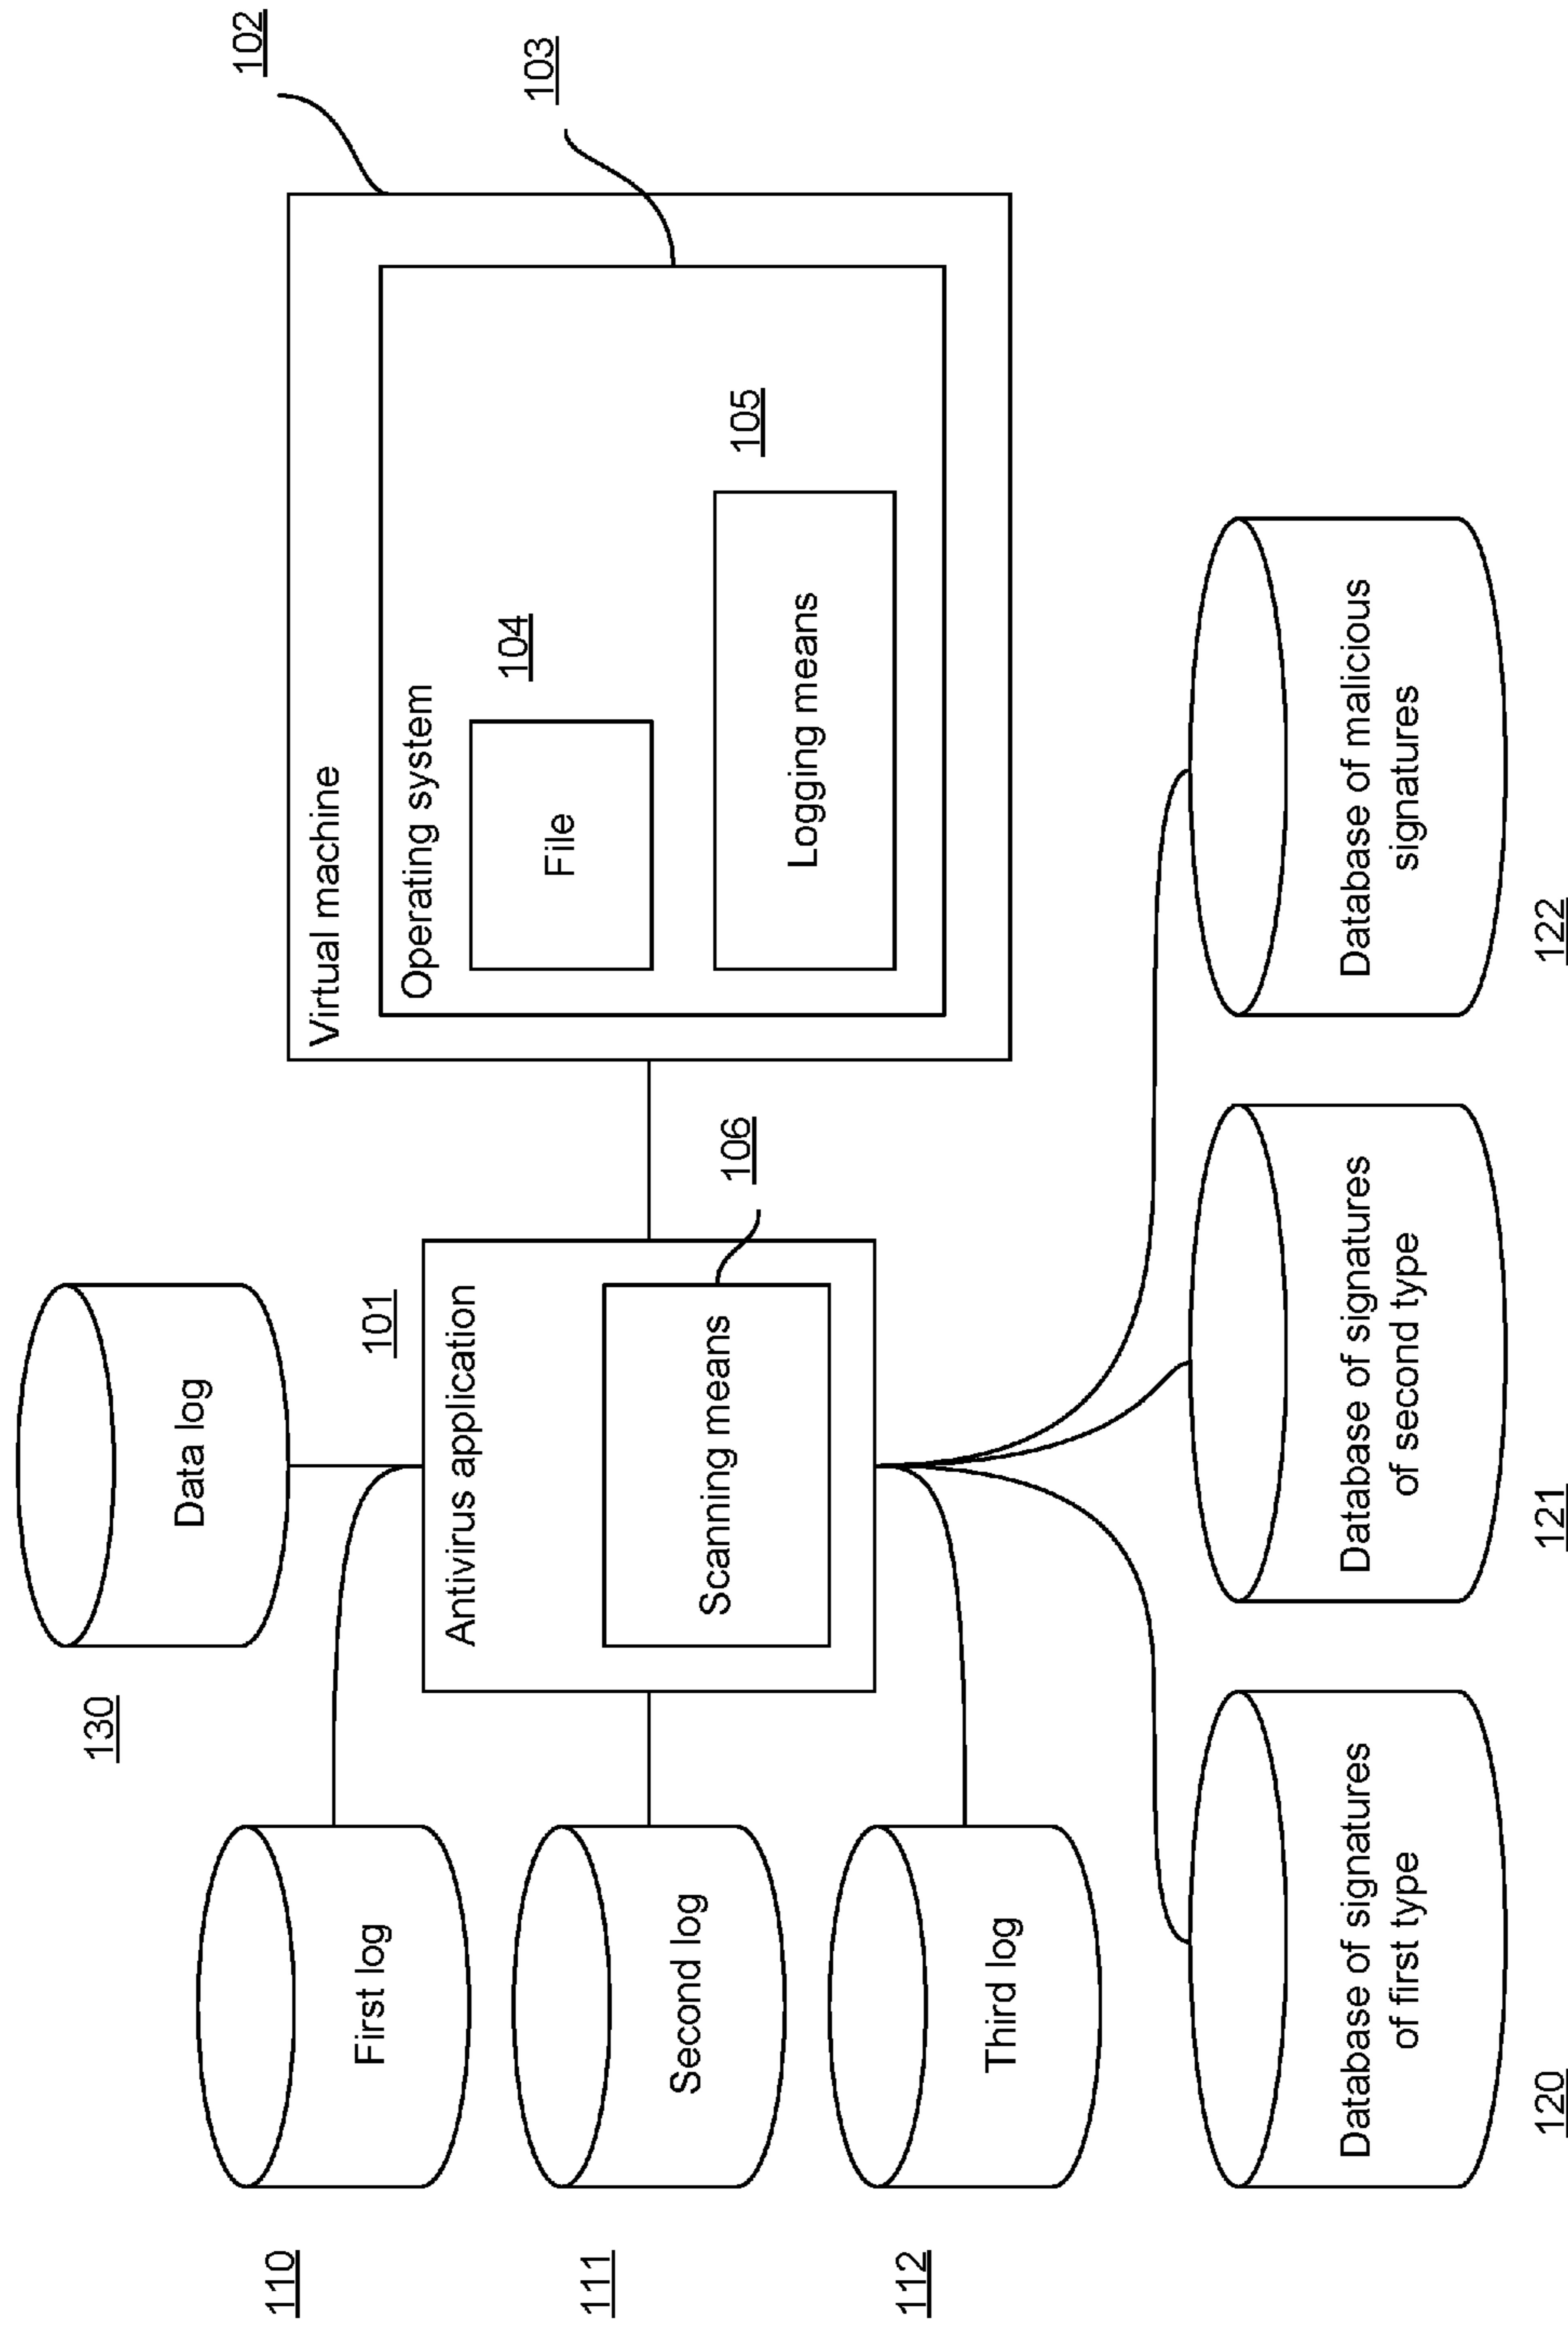 130
Data log
102
110
First log
101
Antivirus application
Scanning means
106
Virtual machine
Operating system
103
File
104
Logging means
105
111
Second log
112
Third log
Database of signatures
of first type
120
Database of signatures
of second type
121
Database of malicious
signatures
122